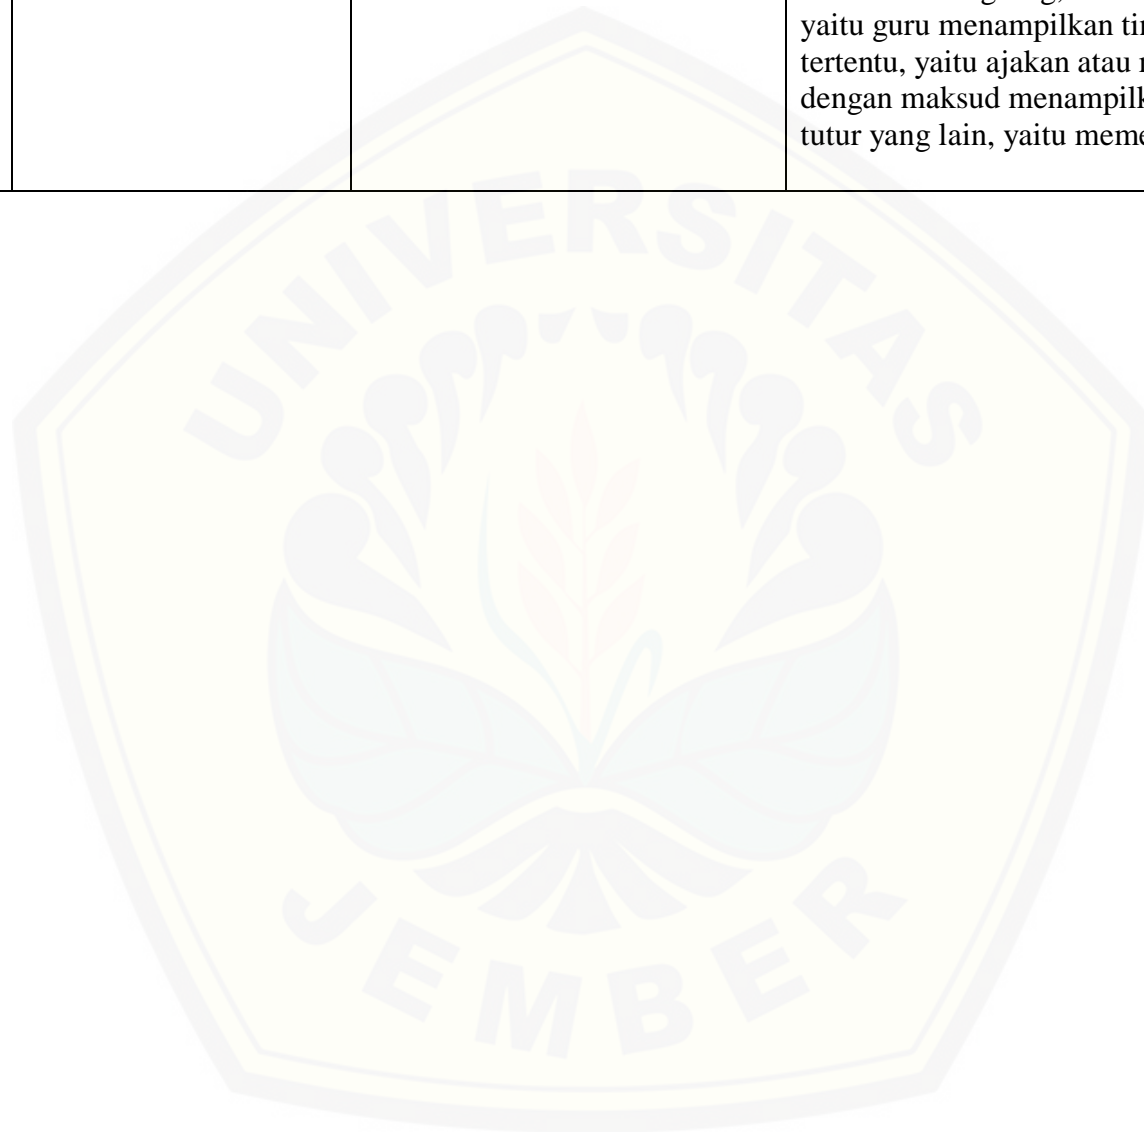 yaitu guru menampilkan
tertentu, yaitu ajakan atau
dengan maksud
tutur yang lain, yaitu
UNIVERSITAS
JEMBER